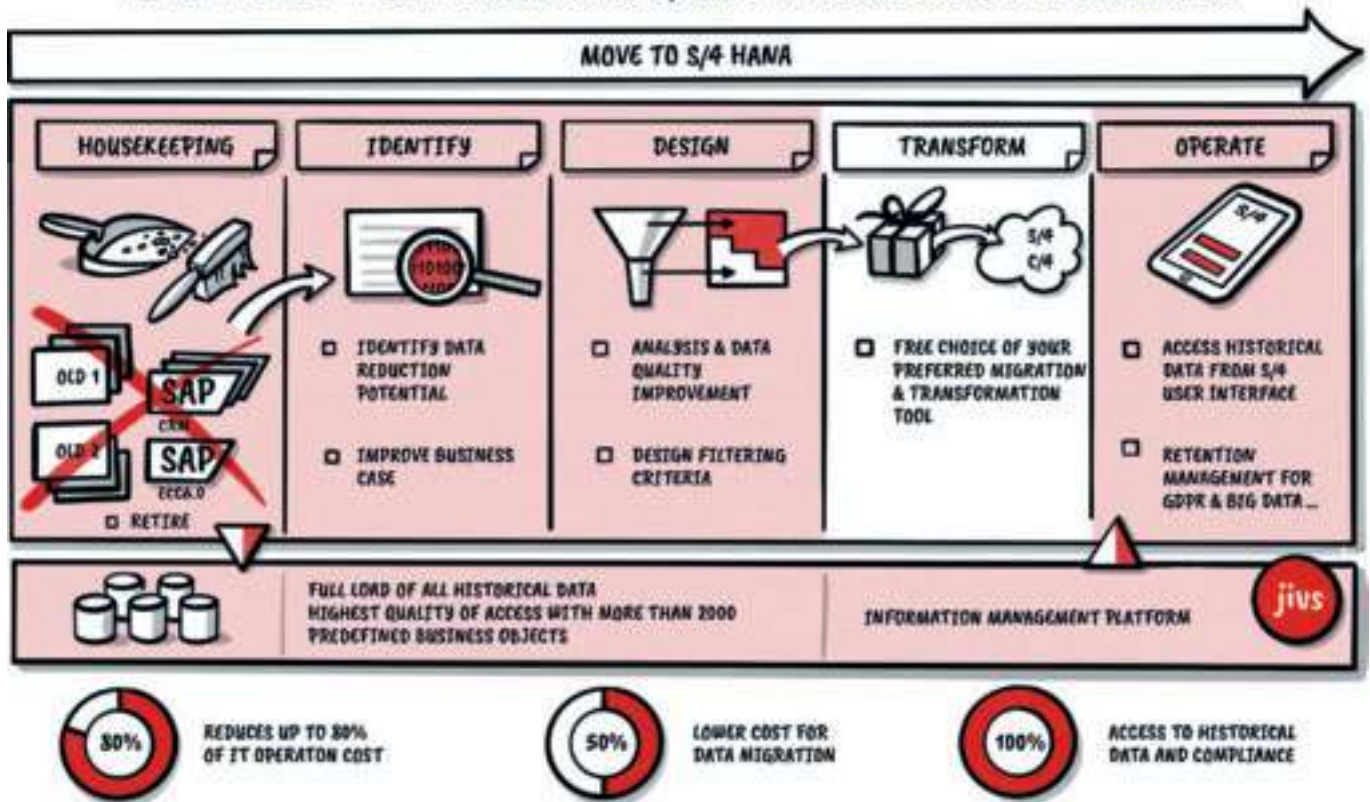 MOVE TO S/4 HANA
HOUSEKEEPING
IDENTIFY
DESIGN
TRANSFORM
OPERATE
OLD 1
SAP
CRM
OLD 2
SAP
ECC6.0
RETIRE
IDENTIFY DATA
REDUCTION
POTENTIAL
IMPROVE BUSINESS
CASE
ANALYSIS & DATA
QUALITY
IMPROVEMENT
DESIGN FILTERING
CRITERIA
S/4
C/4
FREE CHOICE OF YOUR
PREFERRED MIGRATION
& TRANSFORMATION
TOOL
S/4
ACCESS HISTORICAL
DATA FROM S/4
USER INTERFACE
RETENTION
MANAGEMENT FOR
GDPR & BIG DATA...
FULL LOAD OF ALL HISTORICAL DATA
HIGHEST QUALITY OF ACCESS WITH MORE THAN 2000
PREDEFINED BUSINESS OBJECTS
INFORMATION MANAGEMENT PLATFORM
jivs
80%
REDUCES UP TO 80%
OF IT OPERATON COST
50%
LOWER COST FOR
DATA MIGRATION
100%
ACCESS TO HISTORICAL
DATA AND COMPLIANCE